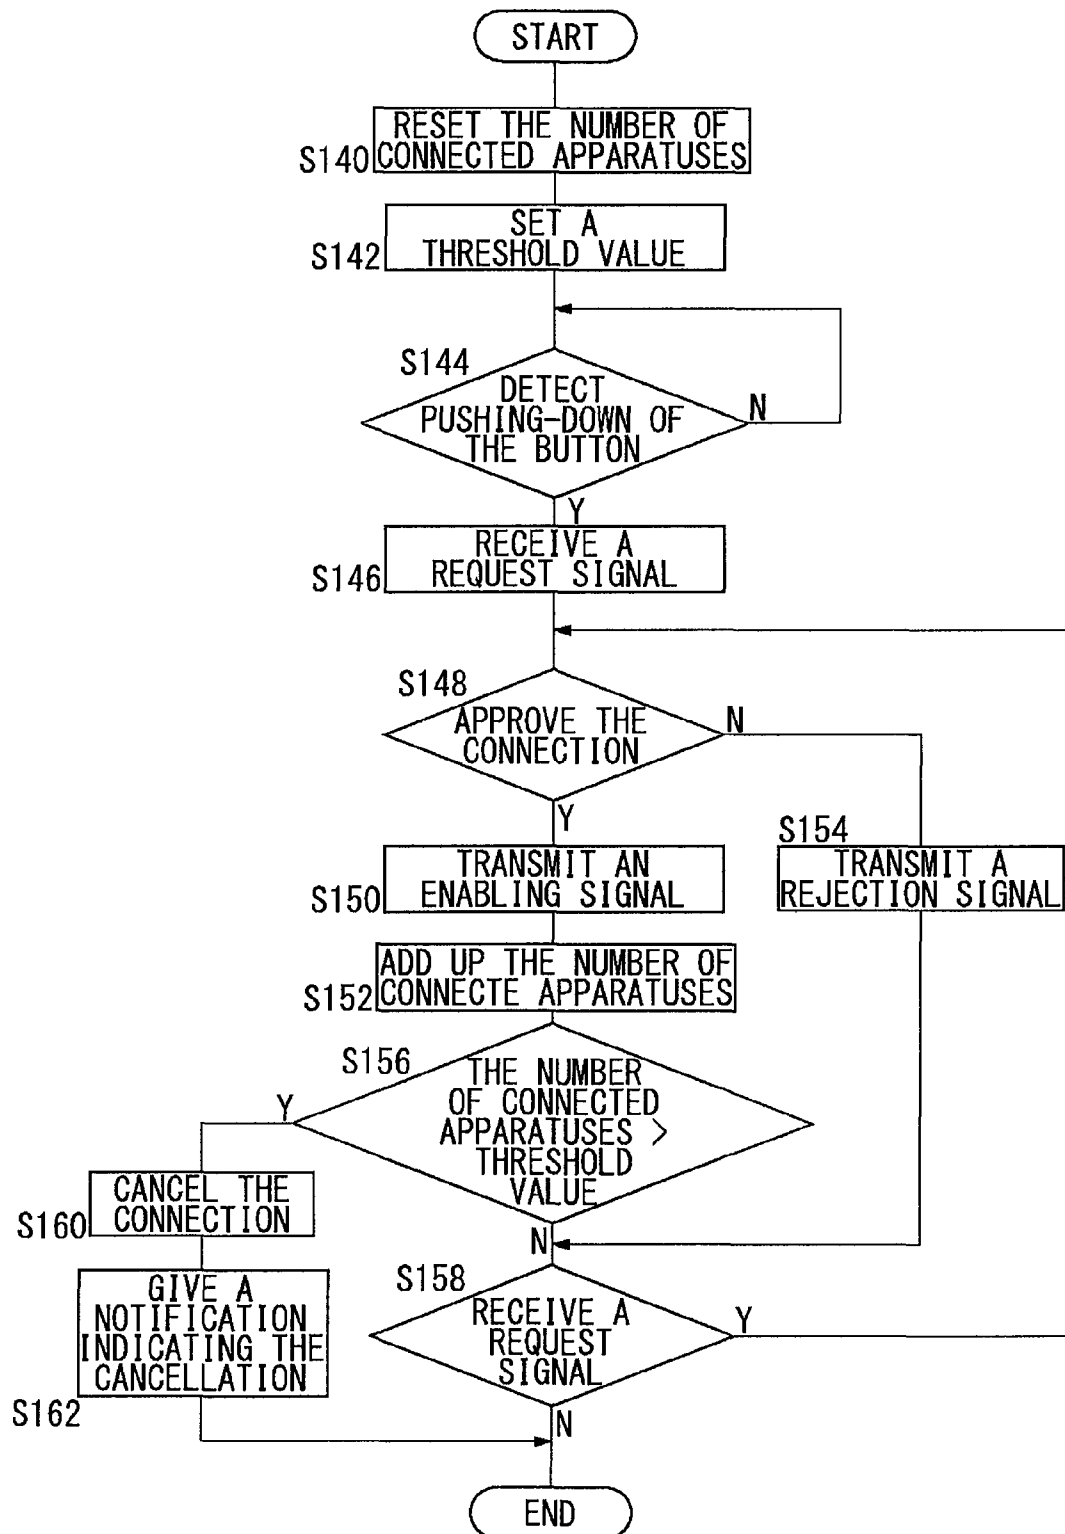 START
RESET THE NUMBER OF
CONNECTED APPARATUSES
S140
SET A
THRESHOLD VALUE
S142
S144
DETECT
PUSHING-DOWN OF
THE BUTTON
N
Y
RECEIVE A
REQUEST SIGNAL
S146
S148
APPROVE THE
CONNECTION
N
Y
S154
TRANSMIT A
REJECTION SIGNAL
TRANSMIT AN
ENABLING SIGNAL
S150
ADD UP THE NUMBER OF
CONNECTE APPARATUSES
S152
S156
THE NUMBER
OF CONNECTED
APPARATUSES >
THRESHOLD
VALUE
Y
N
CANCEL THE
CONNECTION
S160
GIVE A
NOTIFICATION
INDICATING THE
CANCELLATION
S162
S158
RECEIVE A
REQUEST
SIGNAL
Y
N
END